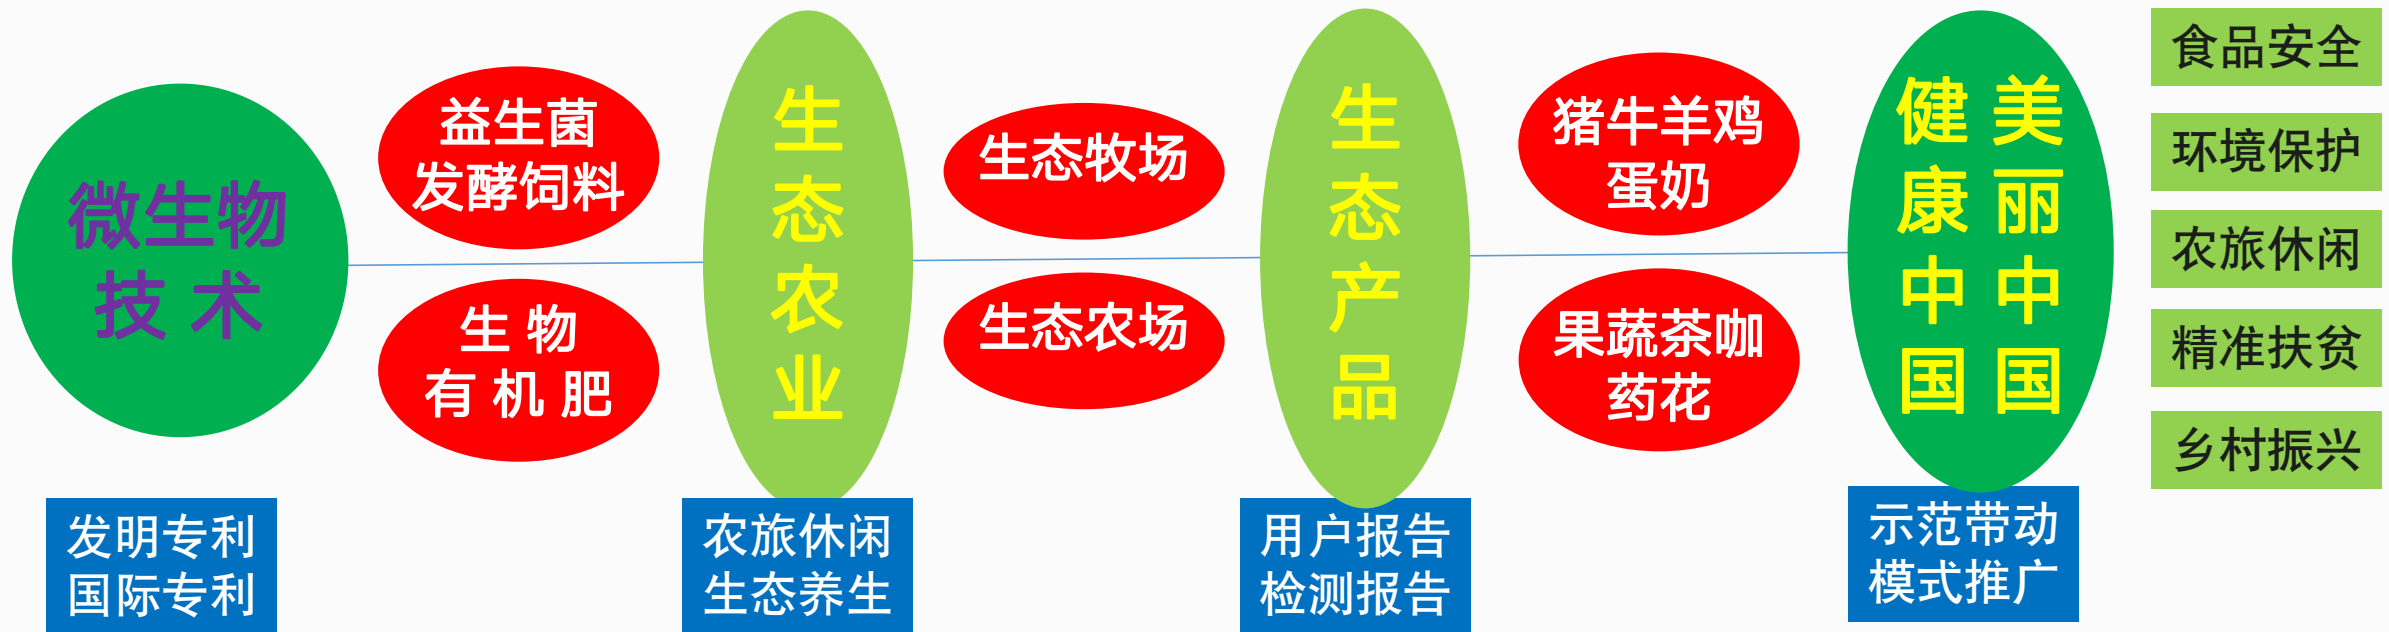 微生物
技 术
发明专利
国际专利
益生菌
发酵饲料
生 物
有 机 肥
生态农业
农旅休闲
生态养生
生态牧场
生态农场
生态产品
用户报告
检测报告
猪牛羊鸡
蛋奶
果蔬茶咖
药花
健康中国
美丽中国
示范带动
模式推广
食品安全
环境保护
农旅休闲
精准扶贫
乡村振兴